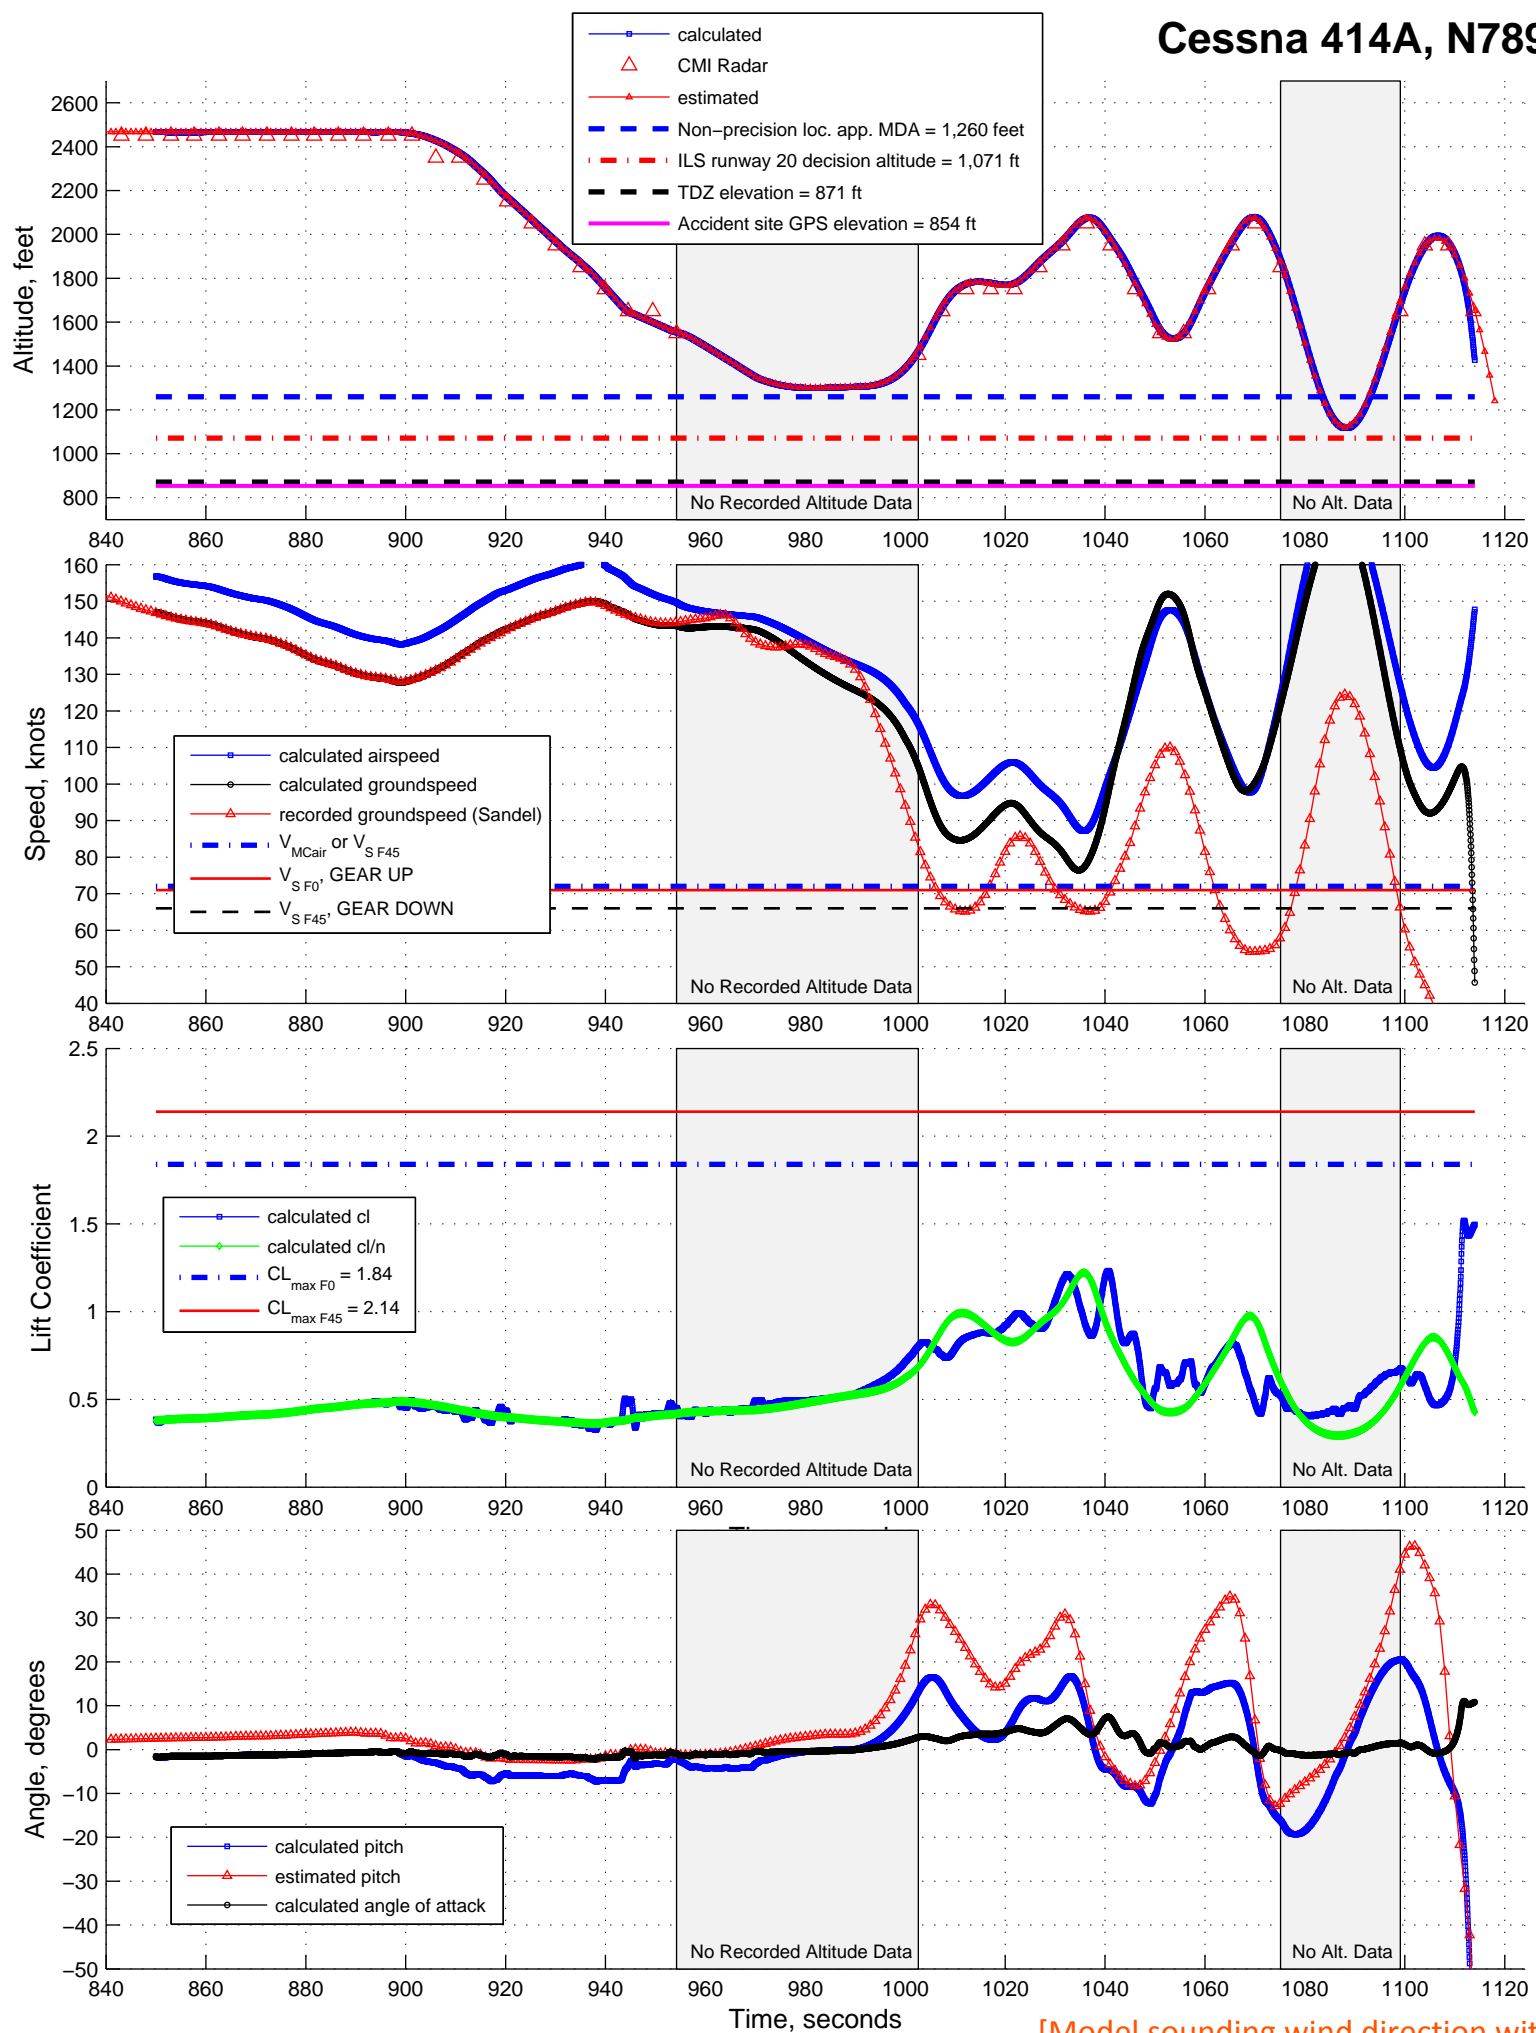 Cessna 414A, N789
calculated
CMI Radar
estimated
Non−precision loc. app. MDA = 1,260 feet
ILS runway 20 decision altitude = 1,071 ft
TDZ elevation = 871 ft
Accident site GPS elevation = 854 ft
2600
2400
2200
2000
1800
1600
1400
1200
1000
800
Altitude, feet
No Recorded Altitude Data
No Alt. Data
840 860 880 900 920 940 960 980 1000 1020 1040 1060 1080 1100 1120
160
150
140
130
120
110
100
90
80
70
60
50
40
Speed, knots
calculated airspeed
calculated groundspeed
recorded groundspeed (Sandel)
VMCair or VS F45
VS F0, GEAR UP
VS F45, GEAR DOWN
No Recorded Altitude Data
No Alt. Data
840 860 880 900 920 940 960 980 1000 1020 1040 1060 1080 1100 1120
2.5
2
1.5
1
0.5
0
Lift Coefficient
calculated cl
calculated cl/n
CLmax F0 = 1.84
CLmax F45 = 2.14
No Recorded Altitude Data
No Alt. Data
840 860 880 900 920 940 960 980 1000 1020 1040 1060 1080 1100 1120
50
40
30
20
10
0
−10
−20
−30
−40
−50
Angle, degrees
calculated pitch
estimated pitch
calculated angle of attack
No Recorded Altitude Data
No Alt. Data
840 860 880 900 920 940 960 980 1000 1020 1040 1060 1080 1100 1120
Time, seconds
[Model sounding wind direction wit